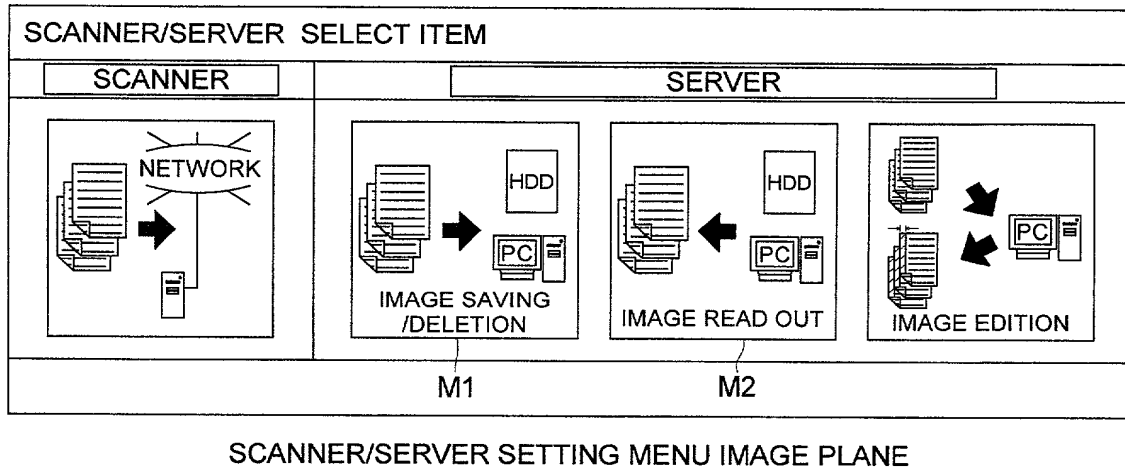 SCANNER/SERVER SELECT ITEM
SCANNER
SERVER
NETWORK
HDD
PC
IMAGE SAVING
/DELETION
HDD
PC
IMAGE READ OUT
PC
IMAGE EDITION
M1
M2
SCANNER/SERVER SETTING MENU IMAGE PLANE